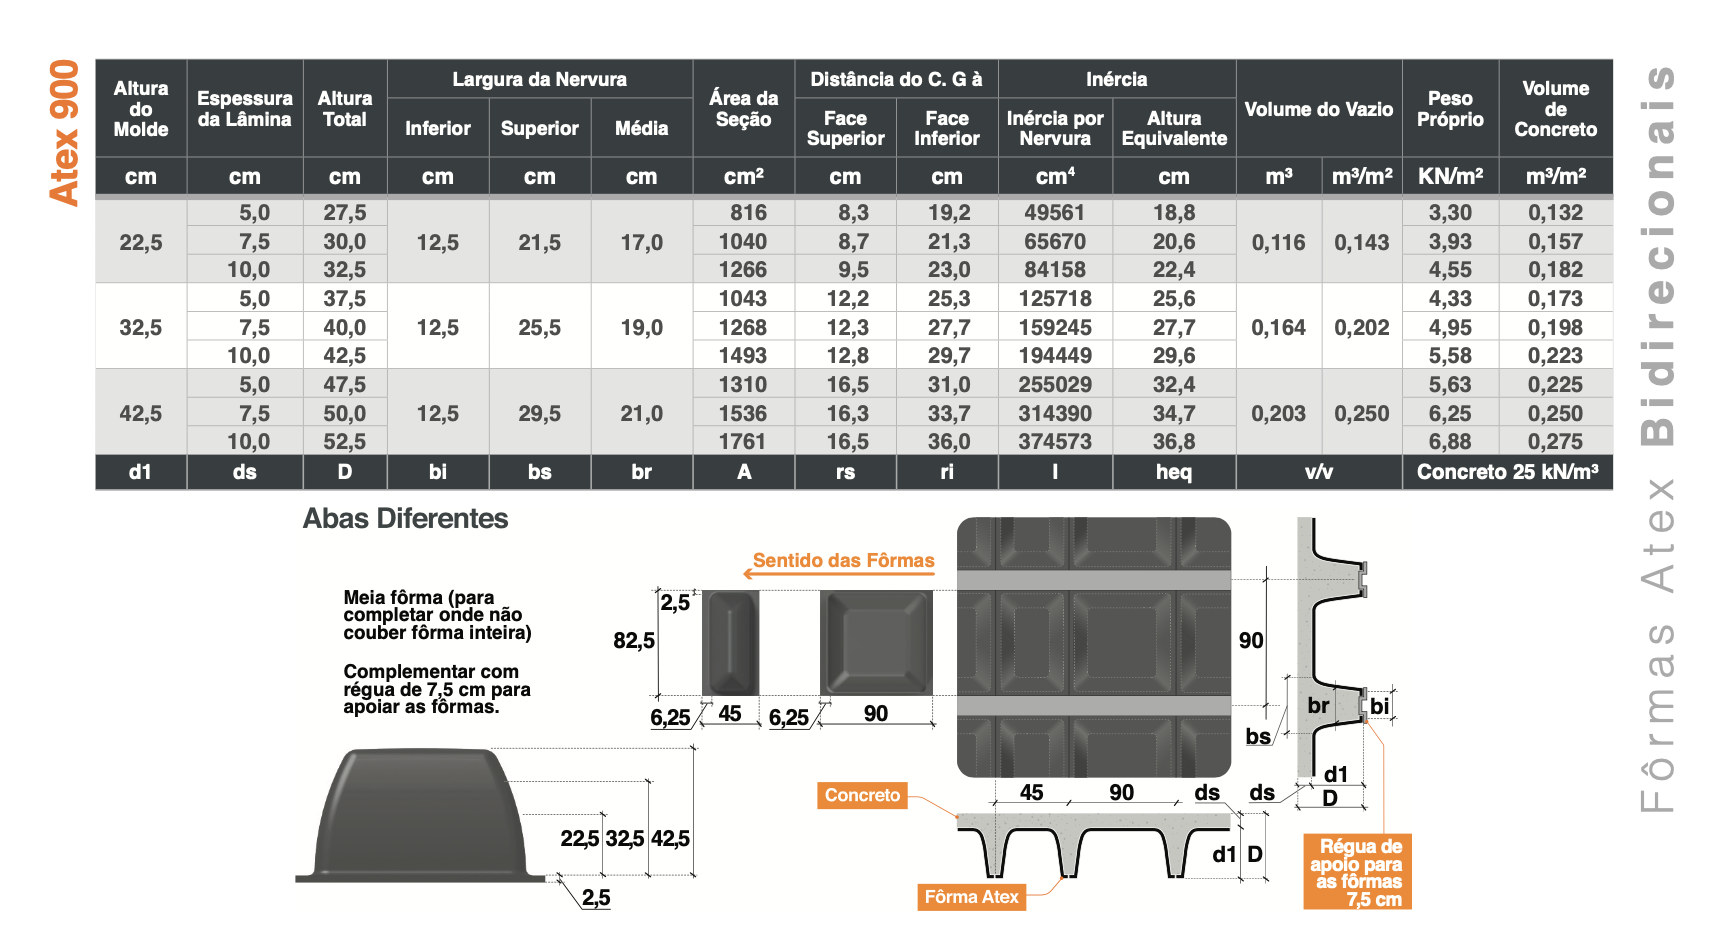 Atex 900
Altura do Molde
Espessura da Lâmina
Altura Total
Largura da Nervura
Inferior
Superior
Média
Área da Seção
Distância do C. G à
Face Superior
Face Inferior
Inércia
Inércia por Nervura
Altura Equivalente
Volume do Vazio
Peso Próprio
Volume de Concreto
cm cm cm cm cm cm cm² cm cm cm⁴ cm m³ m³/m² KN/m² m³/m²
5,0 27,5 816 8,3 19,2 49561 18,8 3,30 0,132
22,5 7,5 30,0 12,5 21,5 17,0 1040 8,7 21,3 65670 20,6 0,116 0,143 3,93 0,157
10,0 32,5 1266 9,5 23,0 84158 22,4 4,55 0,182
5,0 37,5 1043 12,2 25,3 125718 25,6 4,33 0,173
32,5 7,5 40,0 12,5 25,5 19,0 1268 12,3 27,7 159245 27,7 0,164 0,202 4,95 0,198
10,0 42,5 1493 12,8 29,7 194449 29,6 5,58 0,223
5,0 47,5 1310 16,5 31,0 255029 32,4 5,63 0,225
42,5 7,5 50,0 12,5 29,5 21,0 1536 16,3 33,7 314390 34,7 0,203 0,250 6,25 0,250
10,0 52,5 1761 16,5 36,0 374573 36,8 6,88 0,275
d1 ds D bi bs br A rs ri I heq v/v Concreto 25 kN/m³
Fôrmas Atex Bidirecionais
Abas Diferentes
Meia fôrma (para
completar onde não
couber fôrma inteira)
Complementar com
régua de 7,5 cm para
apoiar as fôrmas.
Sentido das Fôrmas
2,5
82,5
6,25 45 6,25 90
90
br bi
bs
d1
ds
D
22,5 32,5 42,5
2,5
Concreto
45 90 ds
d1 D
Fôrma Atex
Régua de
apoio para
as fôrmas
7,5 cm